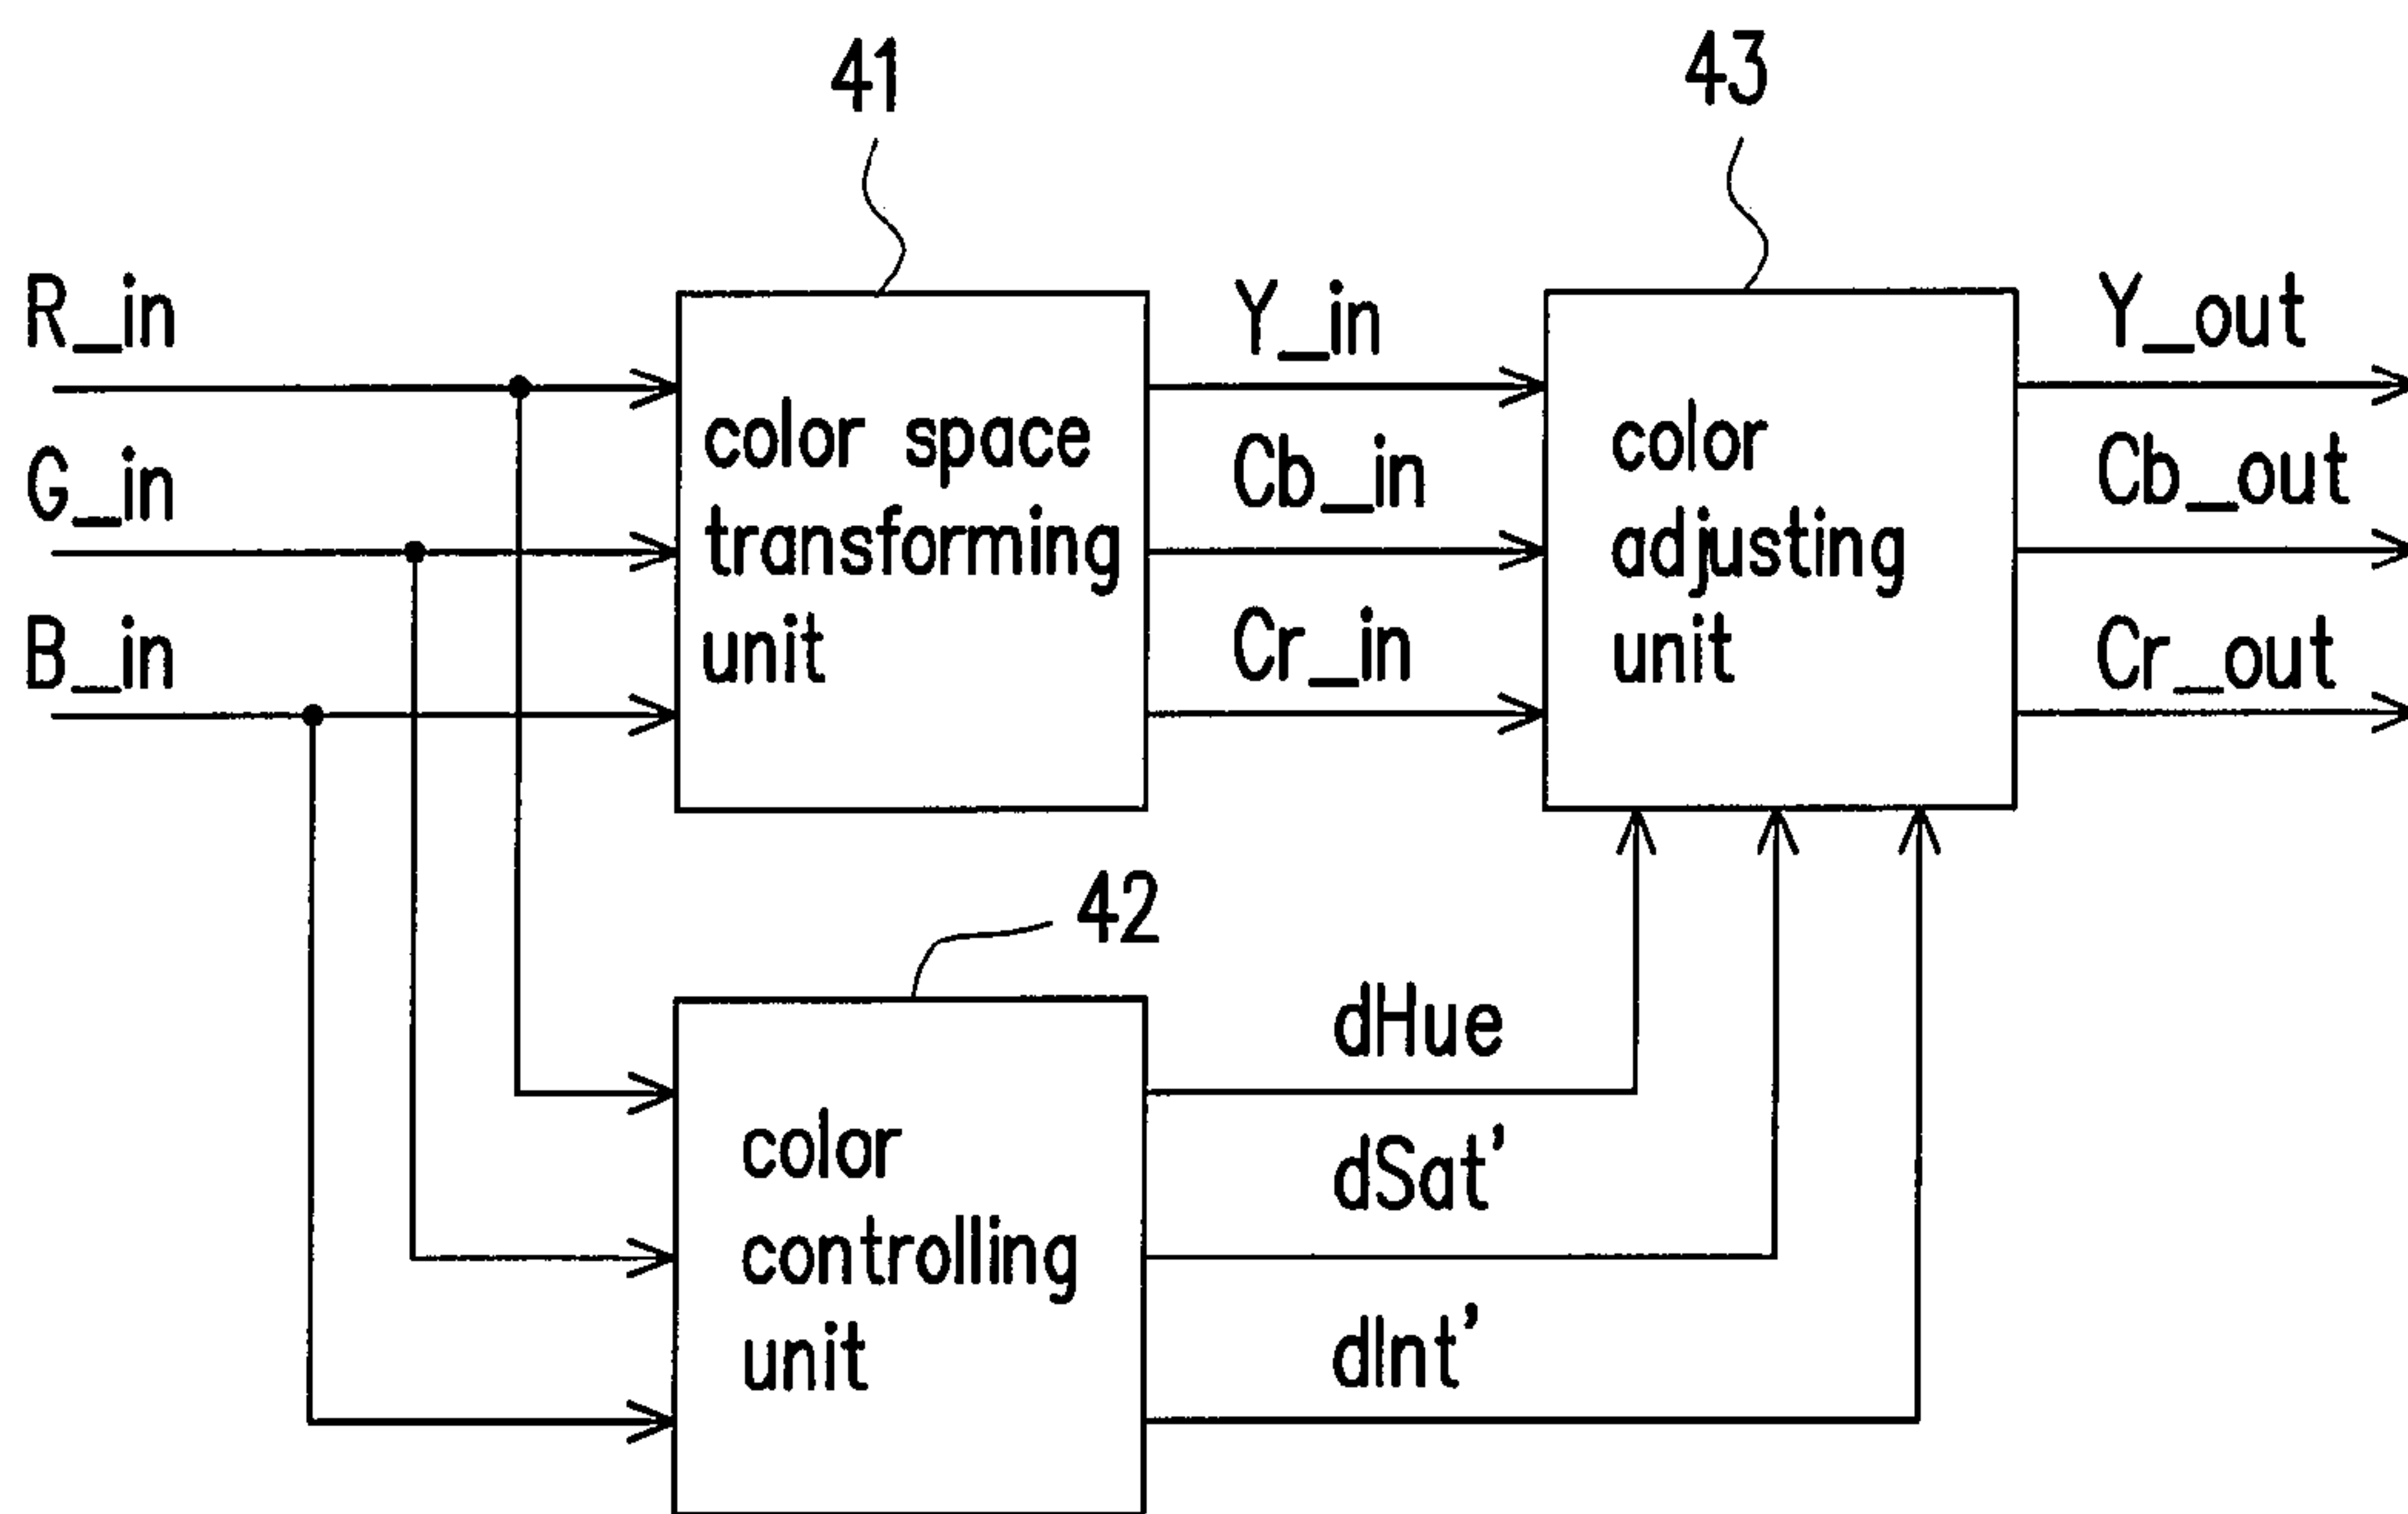 41
43
R_in
G_in
B_in
color space
transforming
unit
Y_in
Cb_in
Cr_in
color
adjusting
unit
Y_out
Cb_out
Cr_out
42
color
controlling
unit
dHue
dSat'
dInt'